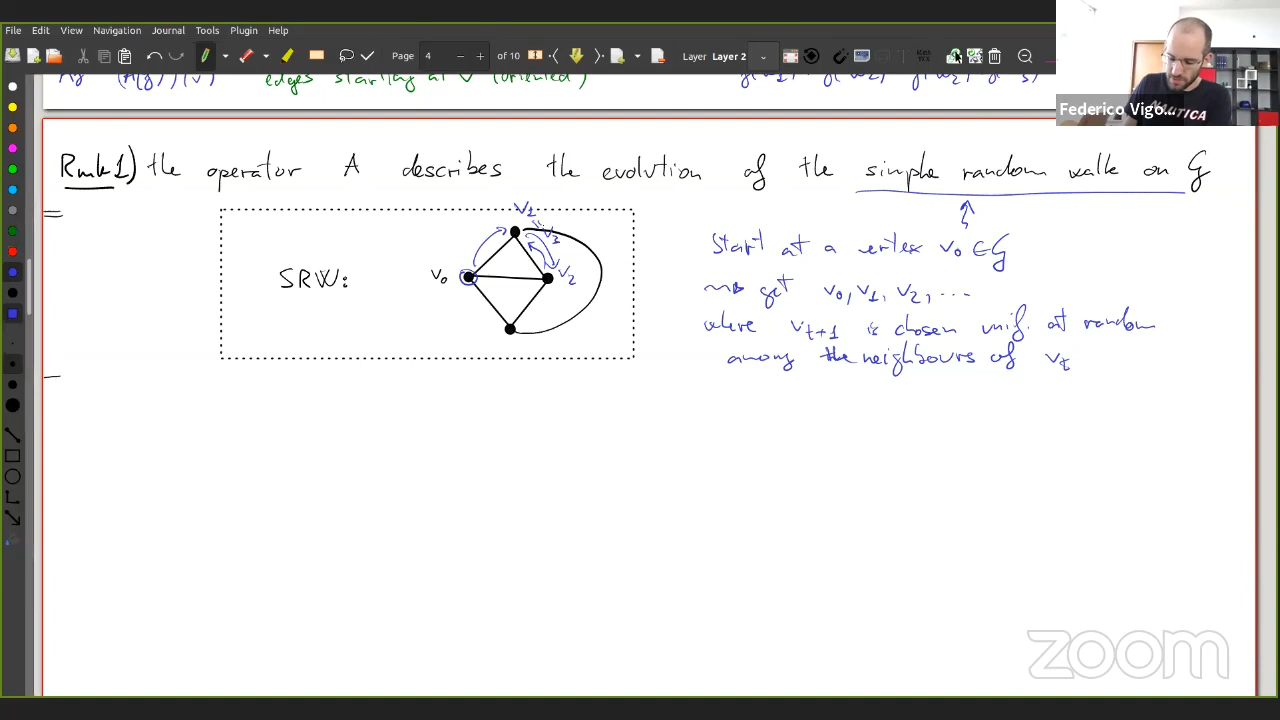 File Edit View Navigation Journal Tools Plugin Help
Page 4 of 10 Layer Layer 2
edges starting at v (oriented)
Federico Vigo...
NAUTICA
Rmk1) the operator A describes the evolution of the simple random walk on G
SRW:
v0
v1
= v3
v2
Start at a ertex v0 ∈ G
get v0, v1, v2, ...
where vt+1 is chosen unif. at random
among the neighbours of vt
zoom